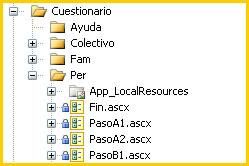 Cuestionario
Ayuda
Colectivo
Fam
Per
App_LocalResources
Fin.ascx
PasoA1.ascx
PasoA2.ascx
PasoB1.ascx